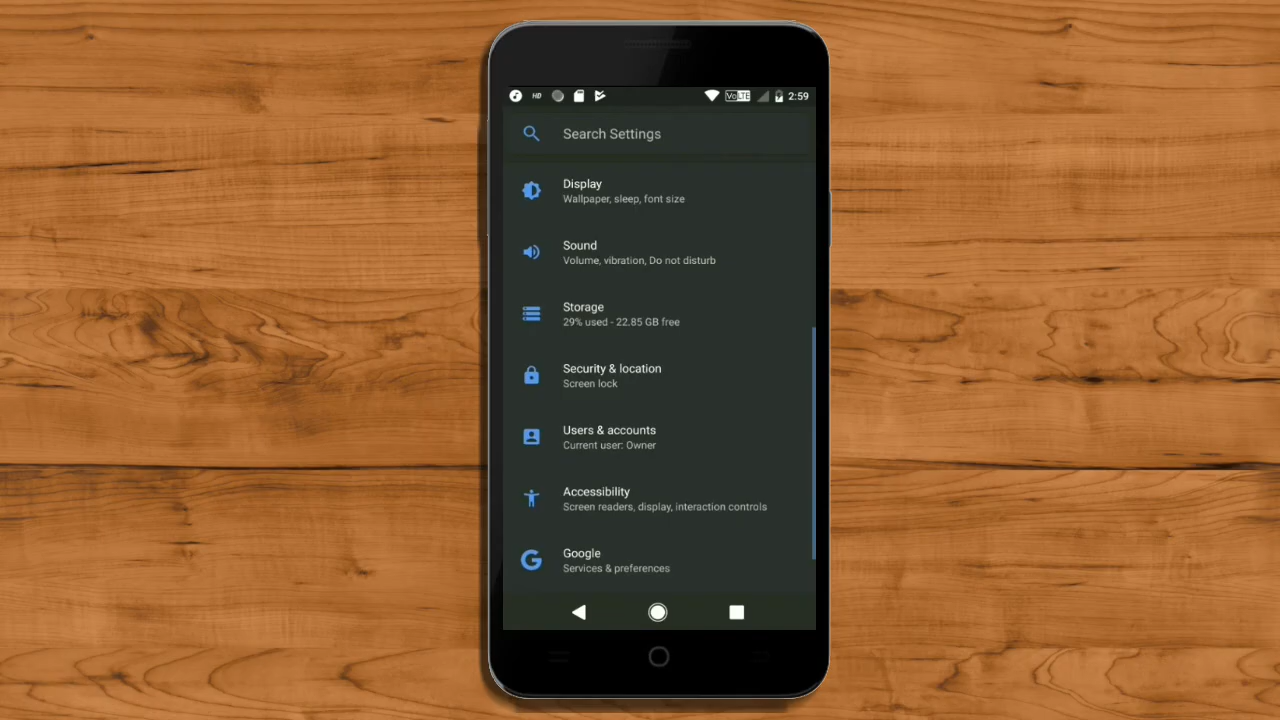 HD VoLTE 2:59
Search Settings
Display
Wallpaper, sleep, font size
Sound
Volume, vibration, Do not disturb
Storage
29% used - 22.85 GB free
Security & location
Screen lock
Users & accounts
Current user: Owner
Accessibility
Screen readers, display, interaction controls
Google
Services & preferences